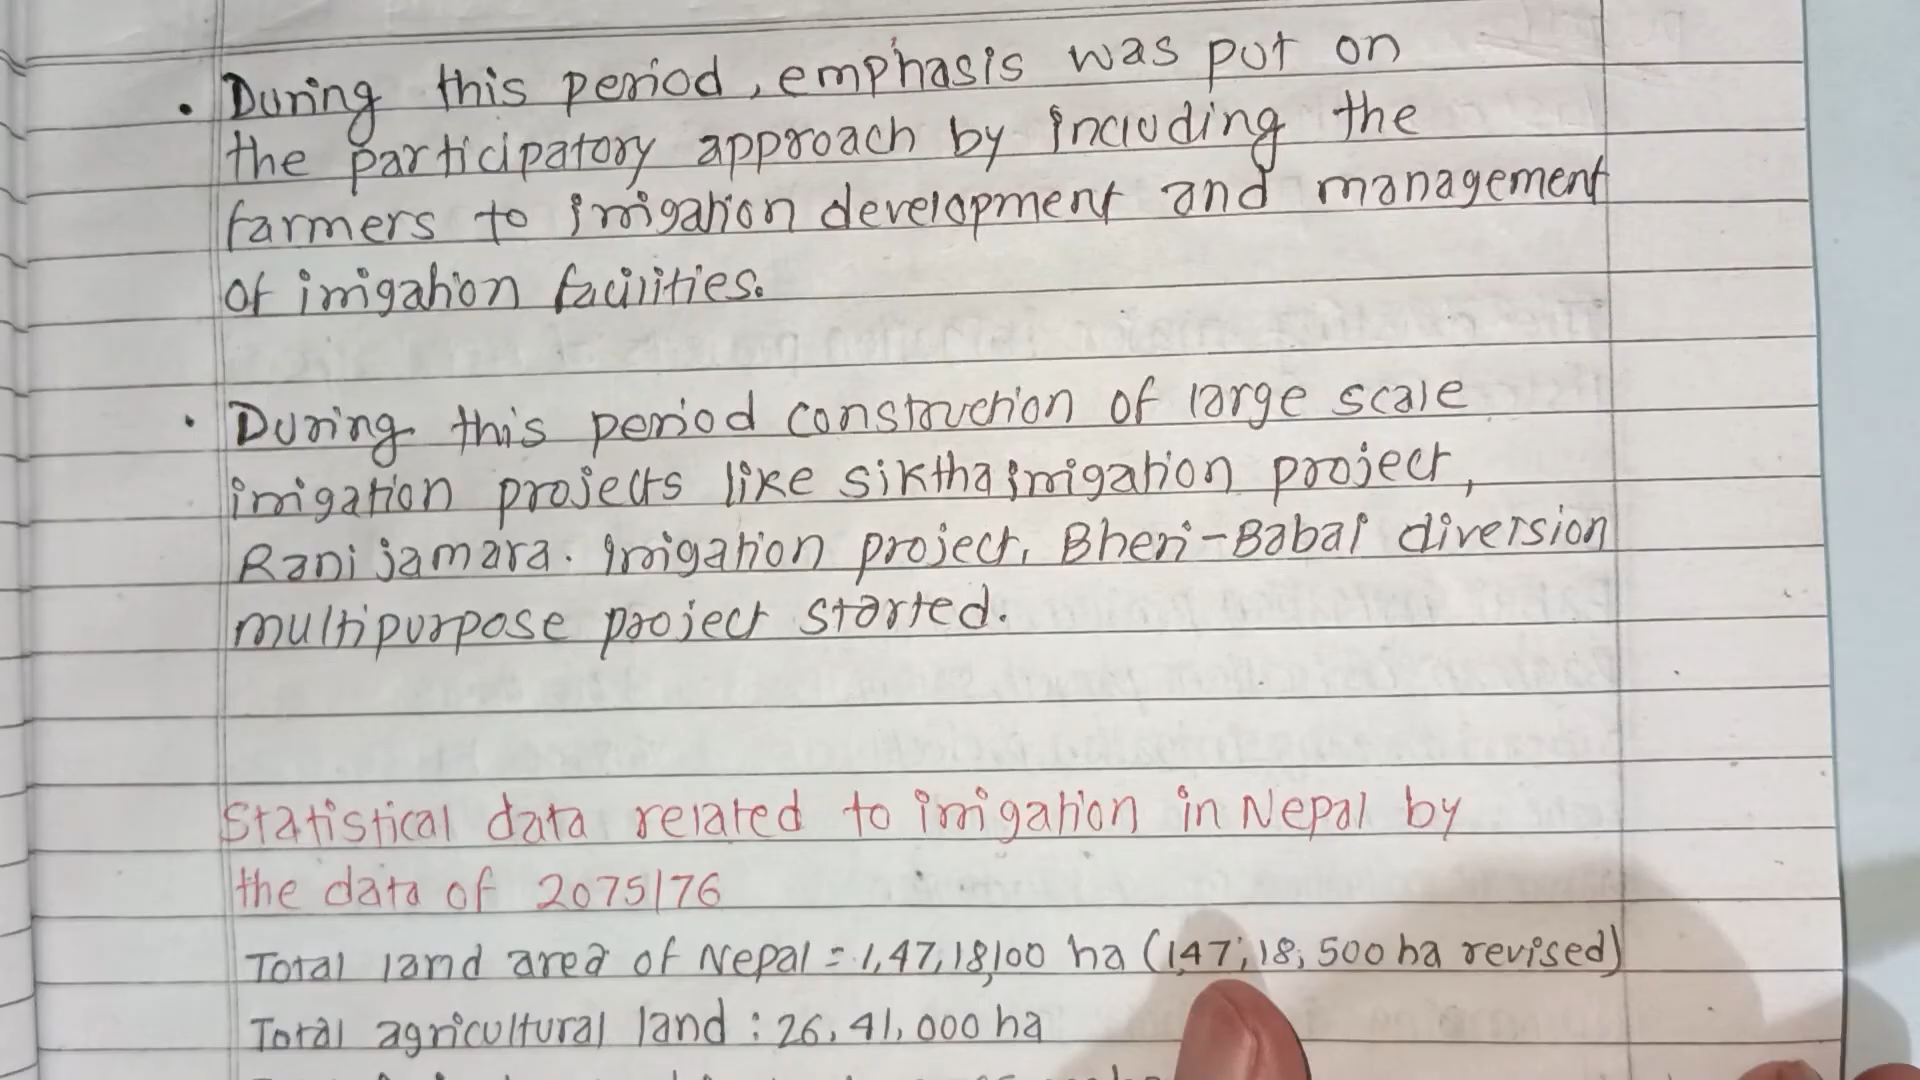 • During this period, emphasis was put on
the participatory approach by including the
farmers to irrigation development and management
of irrigation facilities.
• During this period construction of large scale
irrigation projects like siktha irrigation project,
Rani jamara. Irrigation project, Bheri-Babai diversion
multipurpose project started.
Statistical data related to irrigation in Nepal by
the data of 2075/76
Total land area of Nepal = 1,47,18,100 ha (1,47,18,500 ha revised)
Total agricultural land : 26,41,000 ha